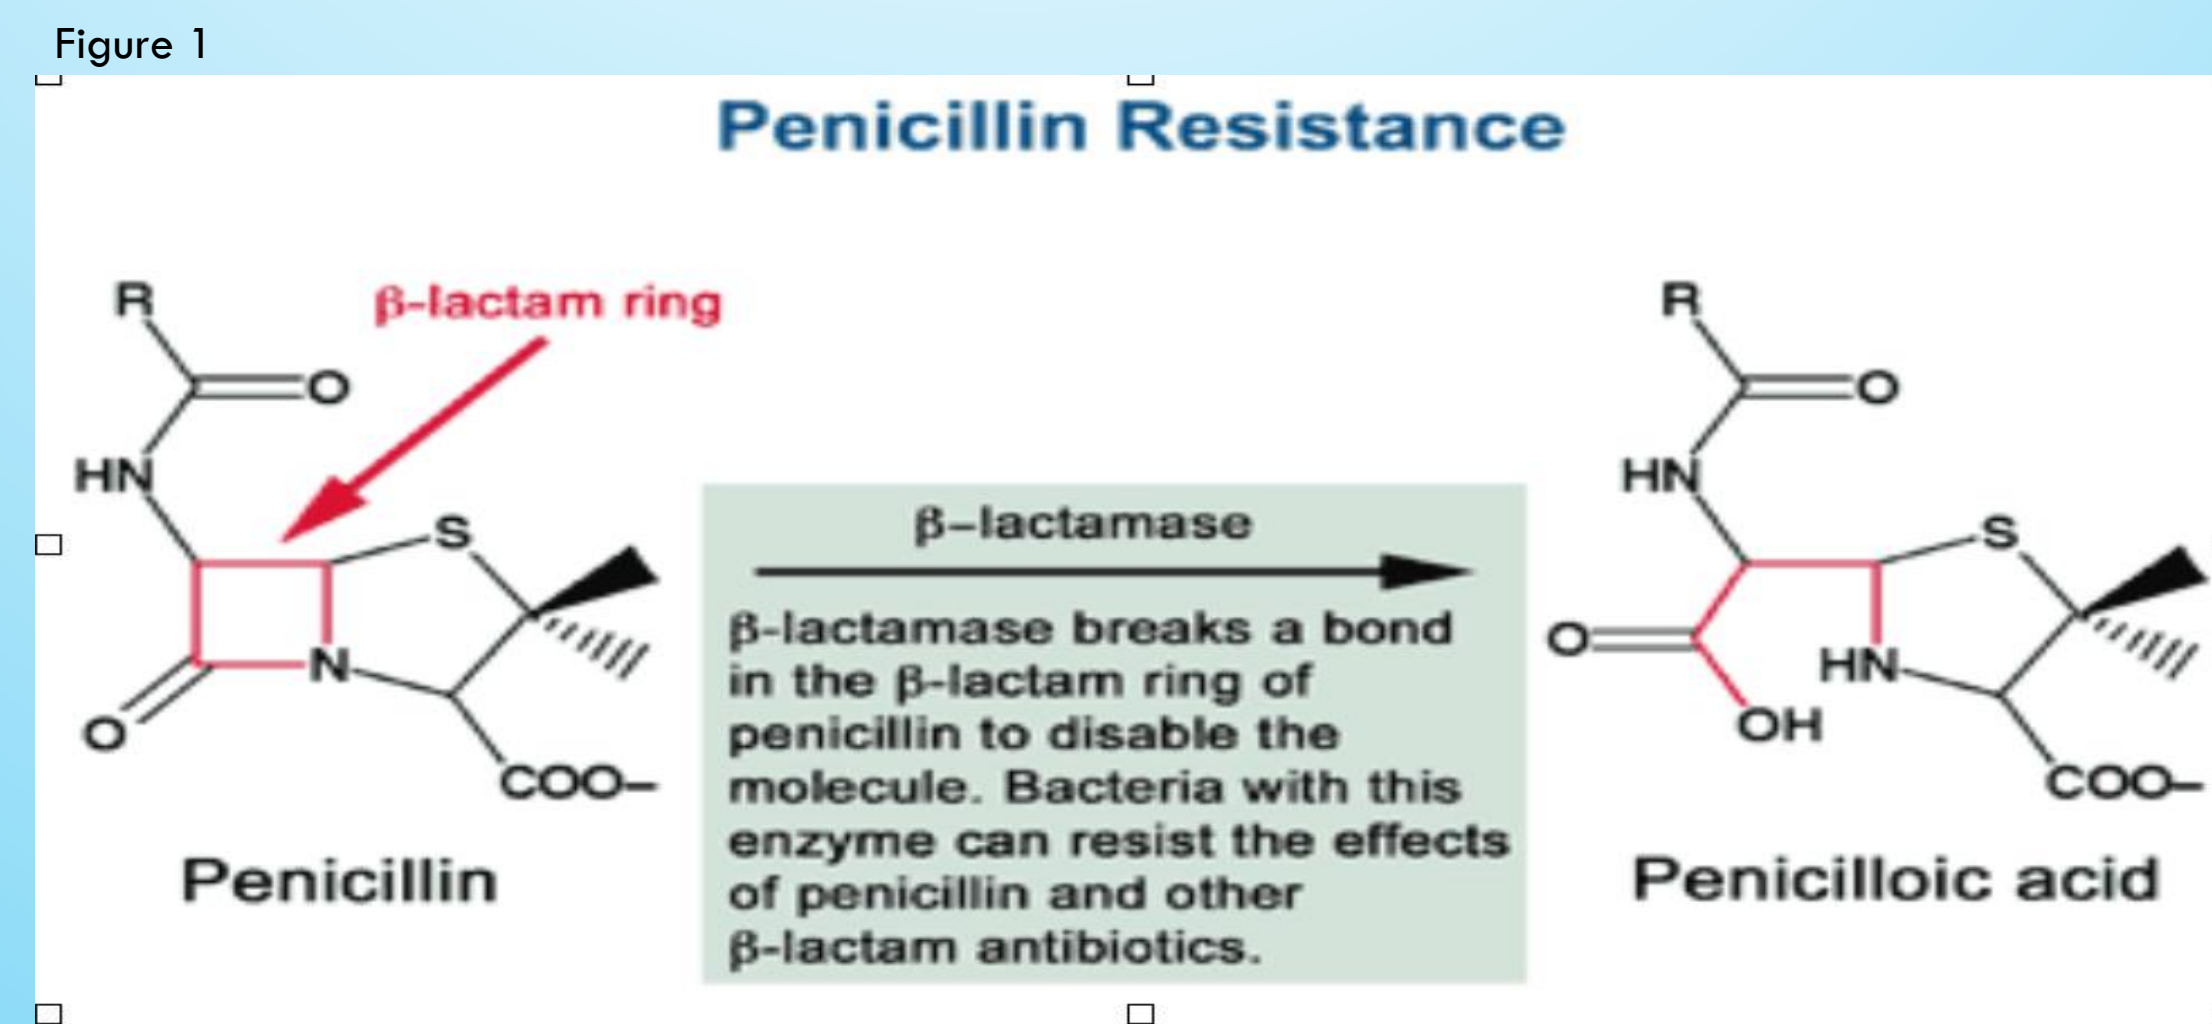 Figure 1
Penicillin Resistance
R
β-lactam ring
O
HN
S
N
O
COO–
Penicillin
β–lactamase
β-lactamase breaks a bond
in the β-lactam ring of
penicillin to disable the
molecule. Bacteria with this
enzyme can resist the effects
of penicillin and other
β-lactam antibiotics.
R
O
HN
S
O
HN
OH
COO–
Penicilloic acid